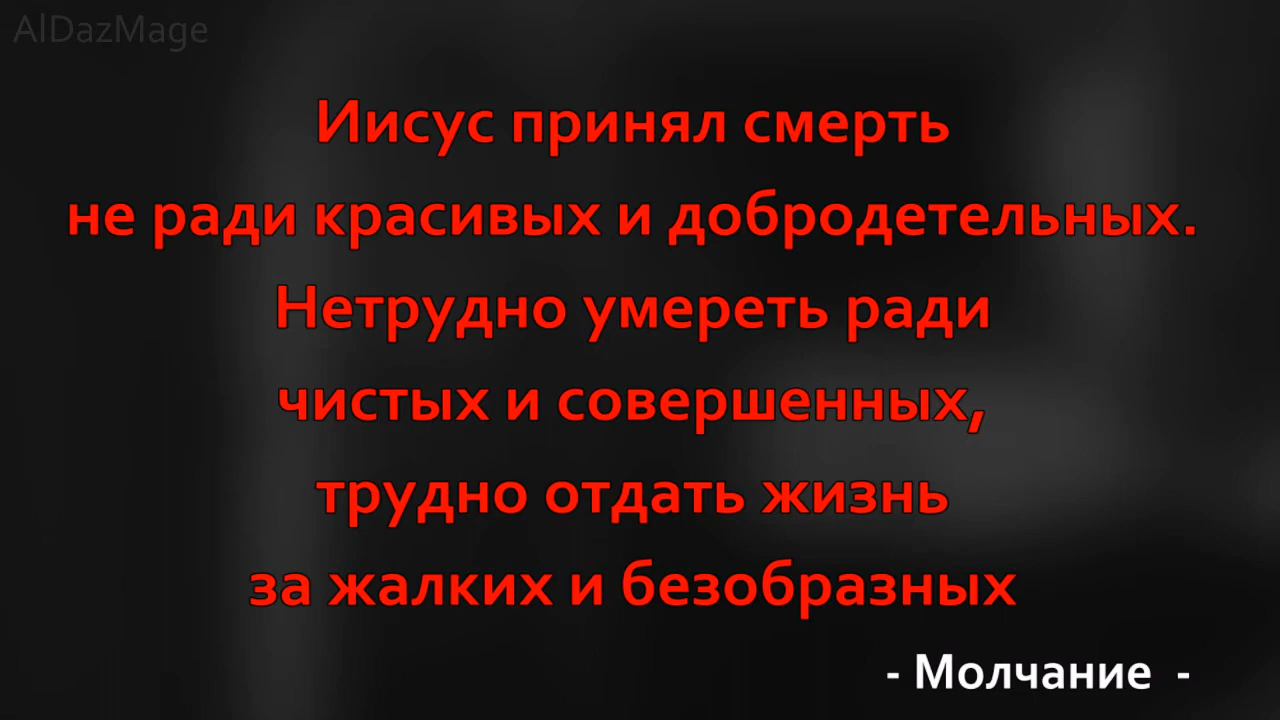 AlDazMage
Иисус принял смерть
не ради красивых и добродетельных.
Нетрудно умереть ради
чистых и совершенных,
трудно отдать жизнь
за жалких и безобразных
- Молчание -